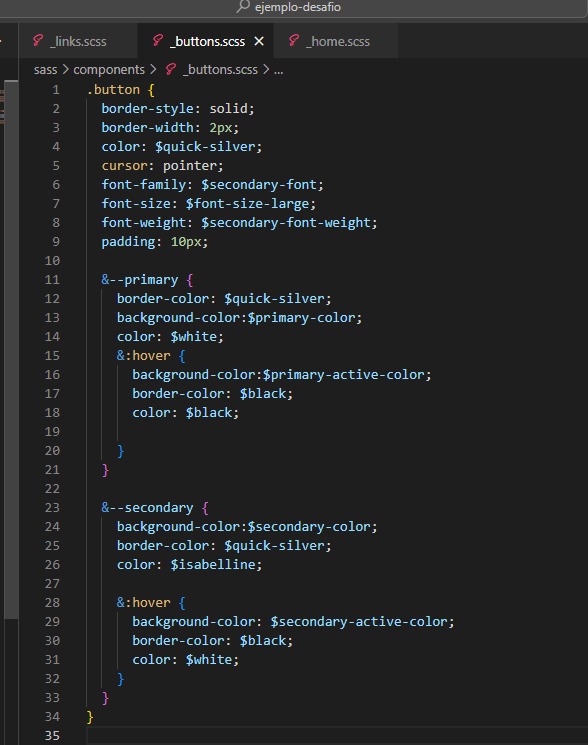 ejemplo-desafio
_links.scss _buttons.scss × _home.scss
sass > components > _buttons.scss > ...
1 .button {
2 border-style: solid;
3 border-width: 2px;
4 color: $quick-silver;
5 cursor: pointer;
6 font-family: $secondary-font;
7 font-size: $font-size-large;
8 font-weight: $secondary-font-weight;
9 padding: 10px;
10
11 &--primary {
12 border-color: $quick-silver;
13 background-color:$primary-color;
14 color: $white;
15 &:hover {
16 background-color:$primary-active-color;
17 border-color: $black;
18 color: $black;
19
20 }
21 }
22
23 &--secondary {
24 background-color:$secondary-color;
25 border-color: $quick-silver;
26 color: $isabelline;
27
28 &:hover {
29 background-color: $secondary-active-color;
30 border-color: $black;
31 color: $white;
32 }
33 }
34 }
35